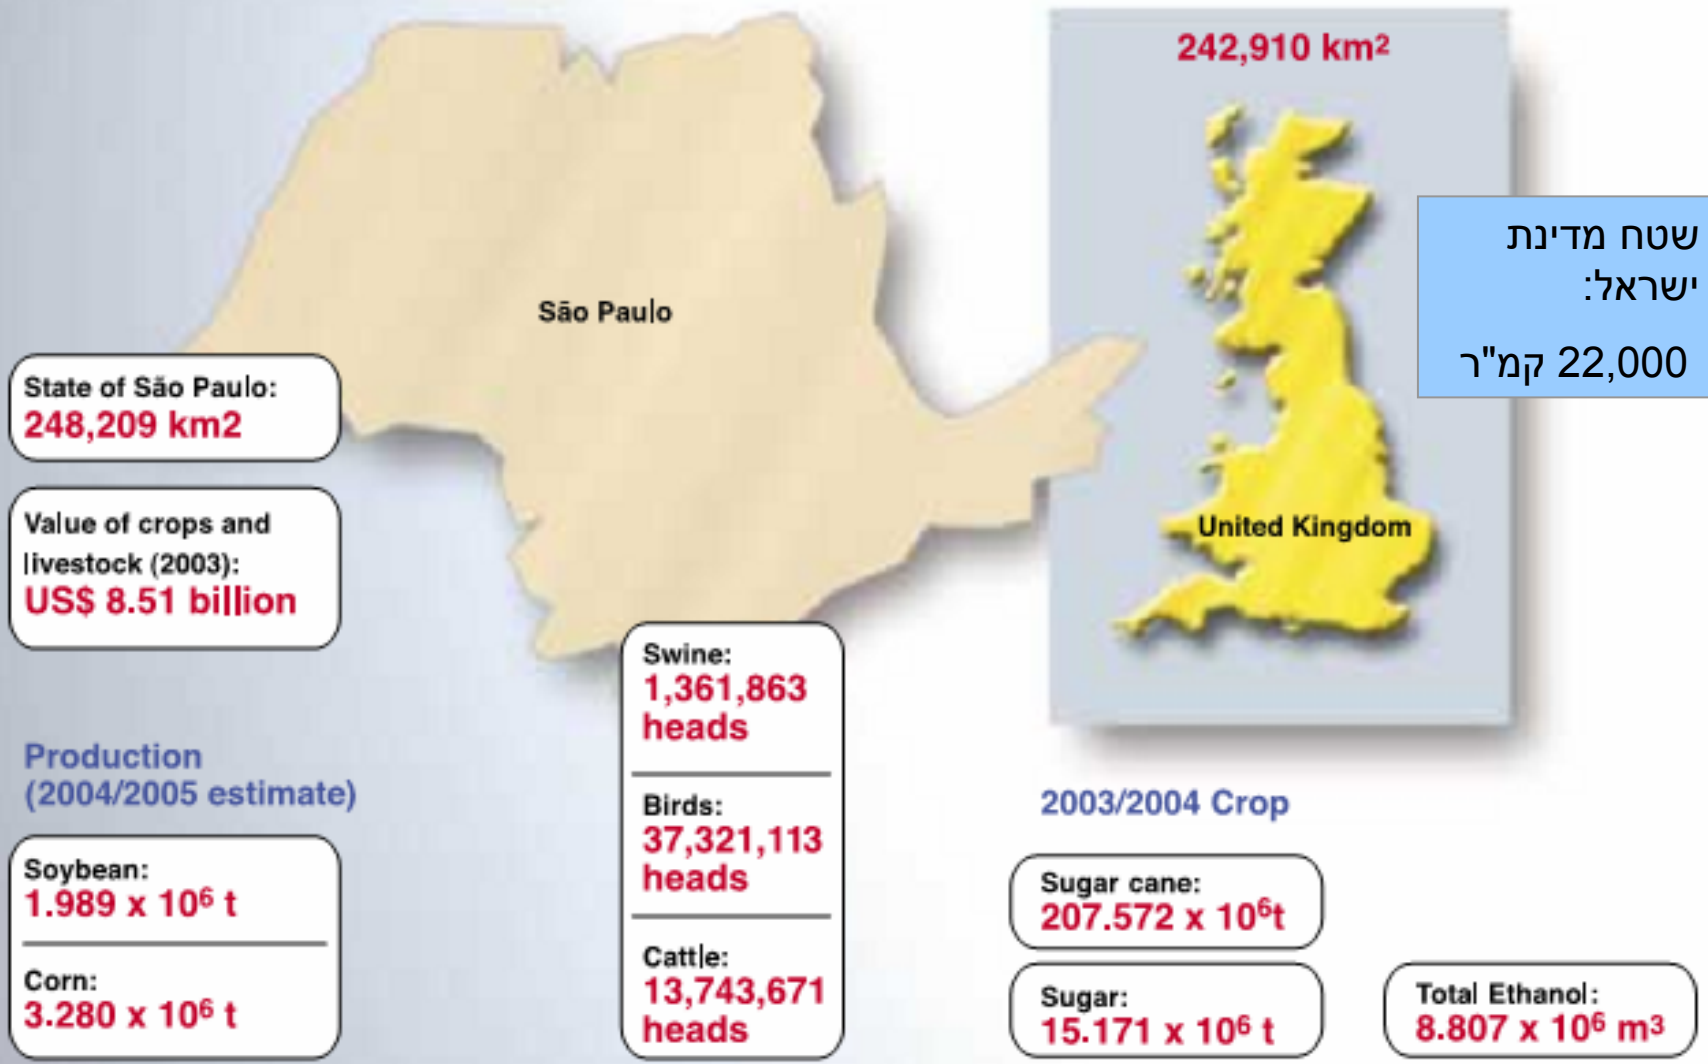 242,910 km²
שטח מדינת
ישראל:
22,000 קמ"ר
São Paulo
State of São Paulo:
248,209 km2
Value of crops and
livestock (2003):
US$ 8.51 billion
United Kingdom
Production
(2004/2005 estimate)
Soybean:
1.989 x 10⁶ t
Corn:
3.280 x 10⁶ t
Swine:
1,361,863
heads
Birds:
37,321,113
heads
Cattle:
13,743,671
heads
2003/2004 Crop
Sugar cane:
207.572 x 10⁶t
Sugar:
15.171 x 10⁶ t
Total Ethanol:
8.807 x 10⁶ m³